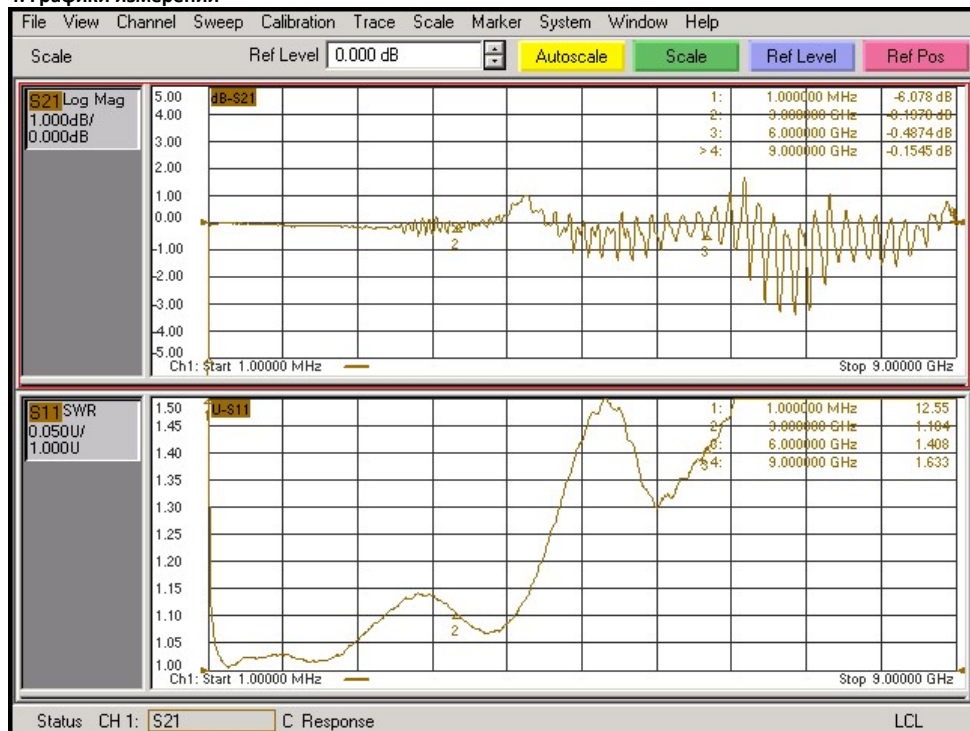 4. Графики измерений
File View Channel Sweep Calibration Trace Scale Marker System Window Help
Scale Ref Level 0.000 dB Autoscale Scale Ref Level Ref Pos
S21 Log Mag
1.000dB/
0.000dB
5.00
4.00
3.00
2.00
1.00
0.00
-1.00
-2.00
-3.00
-4.00
-5.00
dB-S21
1: 1.000000 MHz -6.078 dB
2: 3.000000 GHz -0.1970 dB
3: 6.000000 GHz -0.4874 dB
> 4: 9.000000 GHz -0.1545 dB
2
3
Ch1: Start 1.00000 MHz
Stop 9.00000 GHz
S11 SWR
0.050U/
1.000U
1.50
1.45
1.40
1.35
1.30
1.25
1.20
1.15
1.10
1.05
1.00
U-S11
1: 1.000000 MHz 12.55
2: 3.000000 GHz 1.104
3: 6.000000 GHz 1.408
4: 9.000000 GHz 1.633
2
3
Ch1: Start 1.00000 MHz
Stop 9.00000 GHz
Status CH 1: S21 C Response LCL